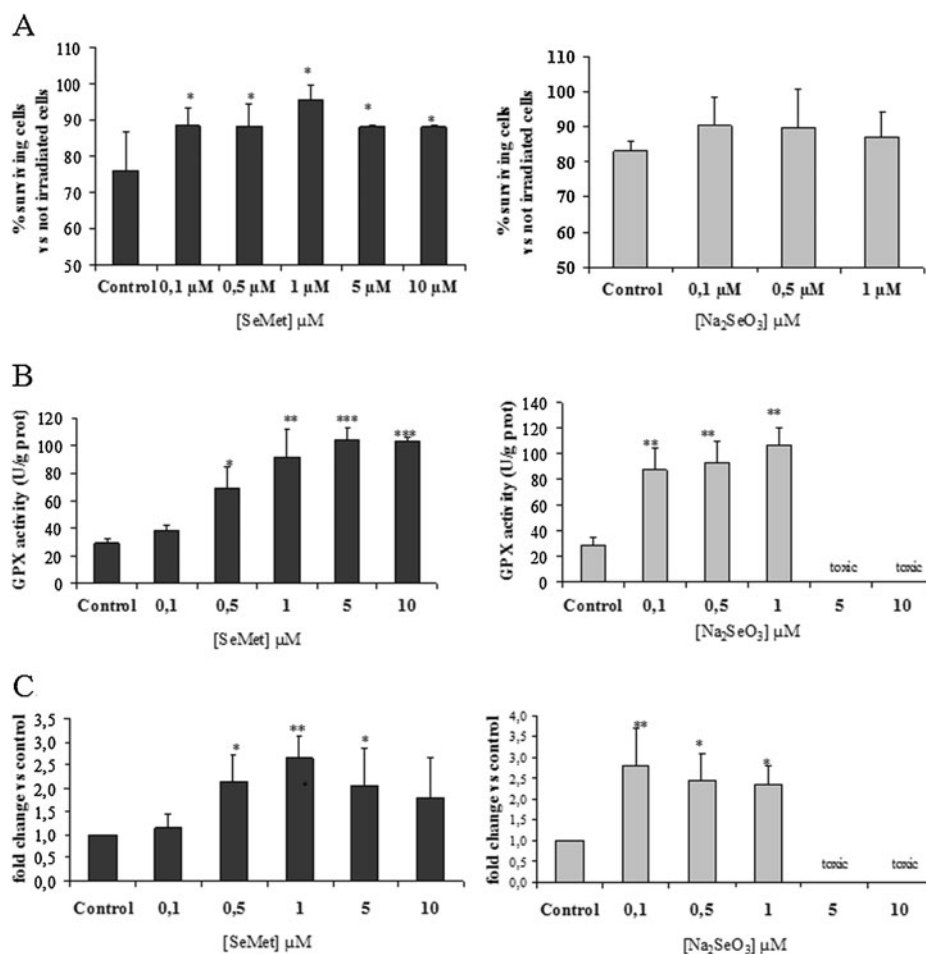 A
% surviving cells
vs not irradiated cells
110
100
90
80
70
60
50
*
*
*
*
*
Control 0,1 µM 0,5 µM 1 µM 5 µM 10 µM
[SeMet] µM
% surviving cells
vs not irradiated cells
110
100
90
80
70
60
50
Control 0,1 µM 0,5 µM 1 µM
[Na₂SeO₃] µM
B
GPX activity (U/g prot)
120
100
80
60
40
20
0
*
**
***
***
Control 0,1 0,5 1 5 10
[SeMet] µM
GPX activity (U/g prot)
140
120
100
80
60
40
20
0
**
**
**
toxic toxic
Control 0,1 0,5 1 5 10
[Na₂SeO₃] µM
C
fold change vs control
3,5
3,0
2,5
2,0
1,5
1,0
0,5
0,0
*
**
*
Control 0,1 0,5 1 5 10
[SeMet] µM
fold change vs control
4,0
3,5
3,0
2,5
2,0
1,5
1,0
0,5
0,0
**
*
*
toxic toxic
Control 0,1 0,5 1 5 10
[Na₂SeO₃] µM